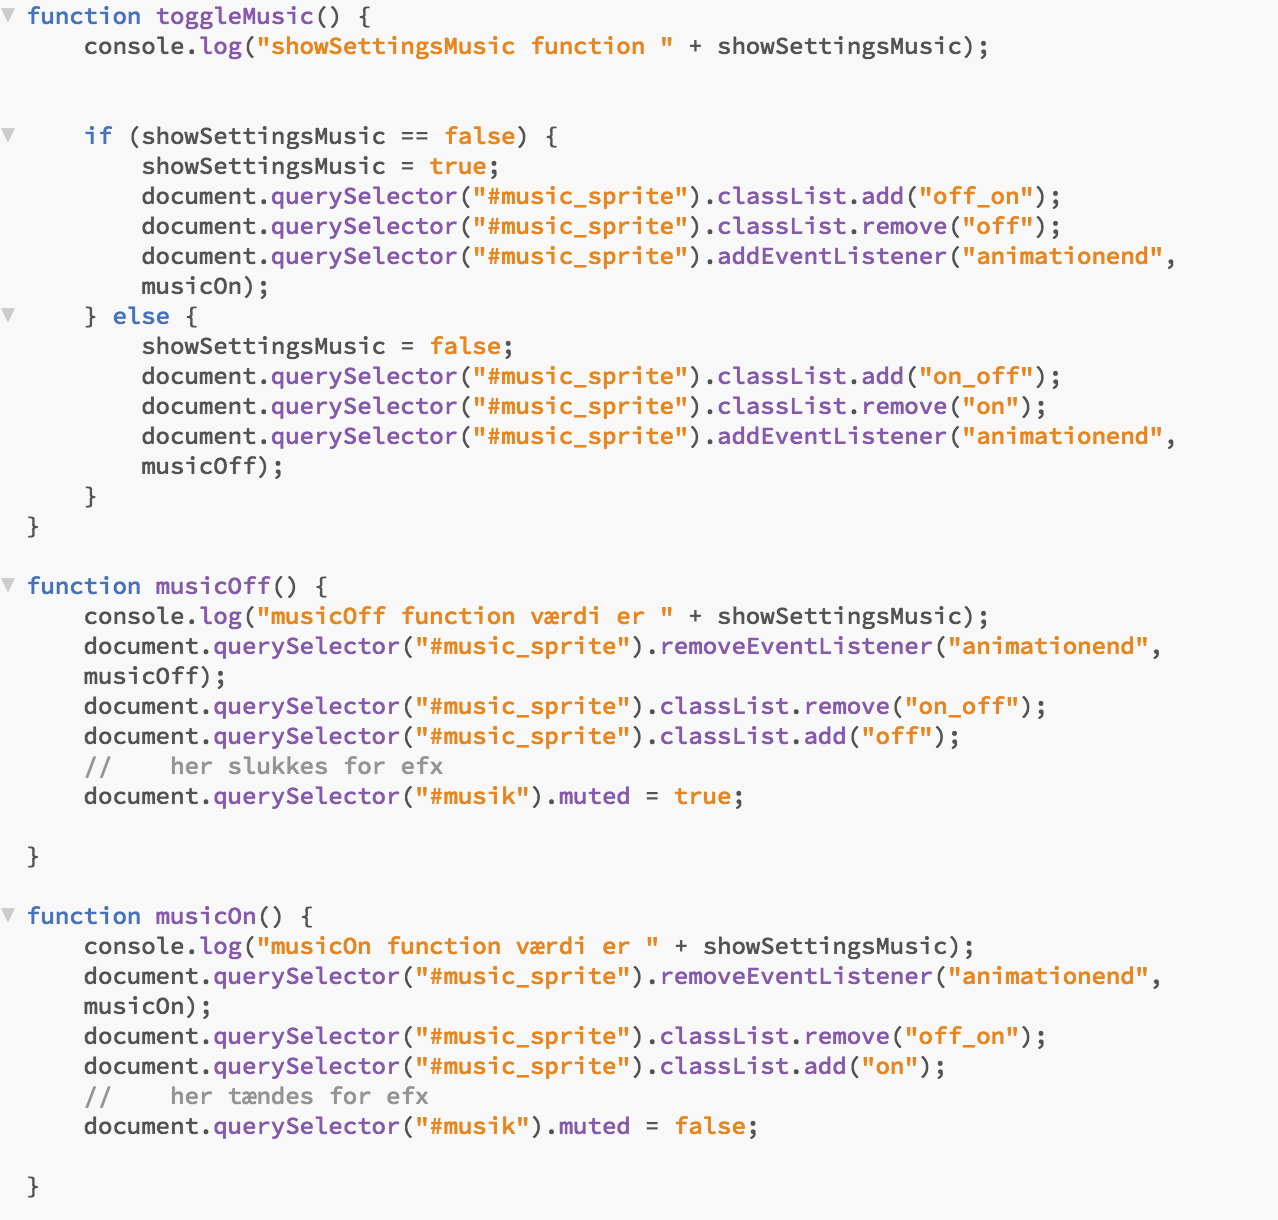 function toggleMusic() {
    console.log("showSettingsMusic function " + showSettingsMusic);
    if (showSettingsMusic == false) {
        showSettingsMusic = true;
        document.querySelector("#music_sprite").classList.add("off_on");
        document.querySelector("#music_sprite").classList.remove("off");
        document.querySelector("#music_sprite").addEventListener("animationend",
        musicOn);
    } else {
        showSettingsMusic = false;
        document.querySelector("#music_sprite").classList.add("on_off");
        document.querySelector("#music_sprite").classList.remove("on");
        document.querySelector("#music_sprite").addEventListener("animationend",
        musicOff);
    }
}
function musicOff() {
    console.log("musicOff function værdi er " + showSettingsMusic);
    document.querySelector("#music_sprite").removeEventListener("animationend",
    musicOff);
    document.querySelector("#music_sprite").classList.remove("on_off");
    document.querySelector("#music_sprite").classList.add("off");
    //    her slukkes for efx
    document.querySelector("#musik").muted = true;
}
function musicOn() {
    console.log("musicOn function værdi er " + showSettingsMusic);
    document.querySelector("#music_sprite").removeEventListener("animationend",
    musicOn);
    document.querySelector("#music_sprite").classList.remove("off_on");
    document.querySelector("#music_sprite").classList.add("on");
    //    her tændes for efx
    document.querySelector("#musik").muted = false;
}